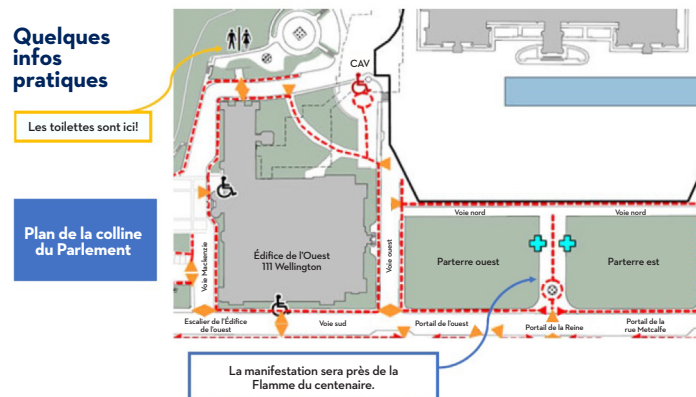 Quelques
infos
pratiques
Les toilettes sont ici!
Plan de la colline
du Parlement
CAV
Voie nord
Voie nord
Voie Mackenzie
Édifice de l'Ouest
111 Wellington
Voie ouest
Parterre ouest
Parterre est
Escalier de l'Édifice
de l'ouest
Voie sud
Portail de l'ouest
Portail de la Reine
Portail de la
rue Metcalfe
La manifestation sera près de la
Flamme du centenaire.